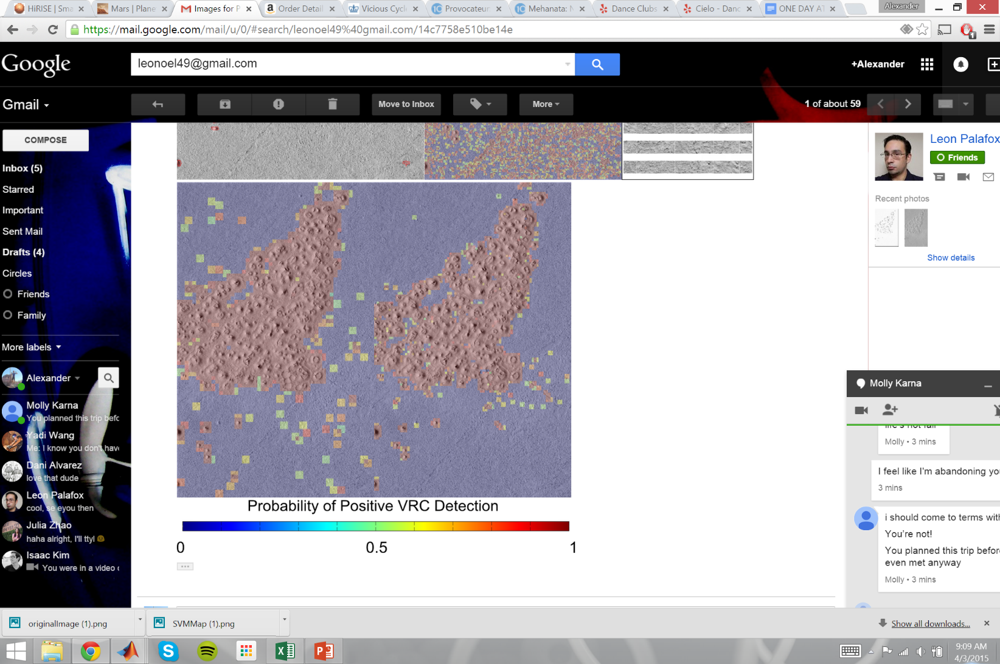 HiRISE | Sma
Mars | Plane
Images for P
Order Detail
Vicious Cycl
Provocateur
Mehanata: N
Dance Clubs
Cielo - Danc
ONE DAY AT
Alexander
https://mail.google.com/mail/u/0/#search/leonoel49%40gmail.com/14c7758e510be14e
1
Google
leonoel49@gmail.com
+Alexander
Gmail
Move to Inbox
More
1 of about 59
COMPOSE
Inbox (5)
Starred
Important
Sent Mail
Drafts (4)
Circles
Friends
Family
More labels
Alexander
Molly Karna
You planned this trip befc
Yadi Wang
Me: I know you don't have
Dani Alvarez
love that dude
Leon Palafox
cool, se eyou then
Julia Zhao
haha alright, I'll ttyl
Isaac Kim
You were in a video c
Probability of Positive VRC Detection
0 0.5 1
Leon Palafox
Friends
Recent photos
Show details
Molly Karna
life's not fair
Molly • 3 mins
I feel like I'm abandoning you
3 mins
i should come to terms with
You're not!
You planned this trip before
even met anyway
Molly • 3 mins
originalImage (1).png
SVMMap (1).png
Show all downloads...
9:09 AM
4/3/2015